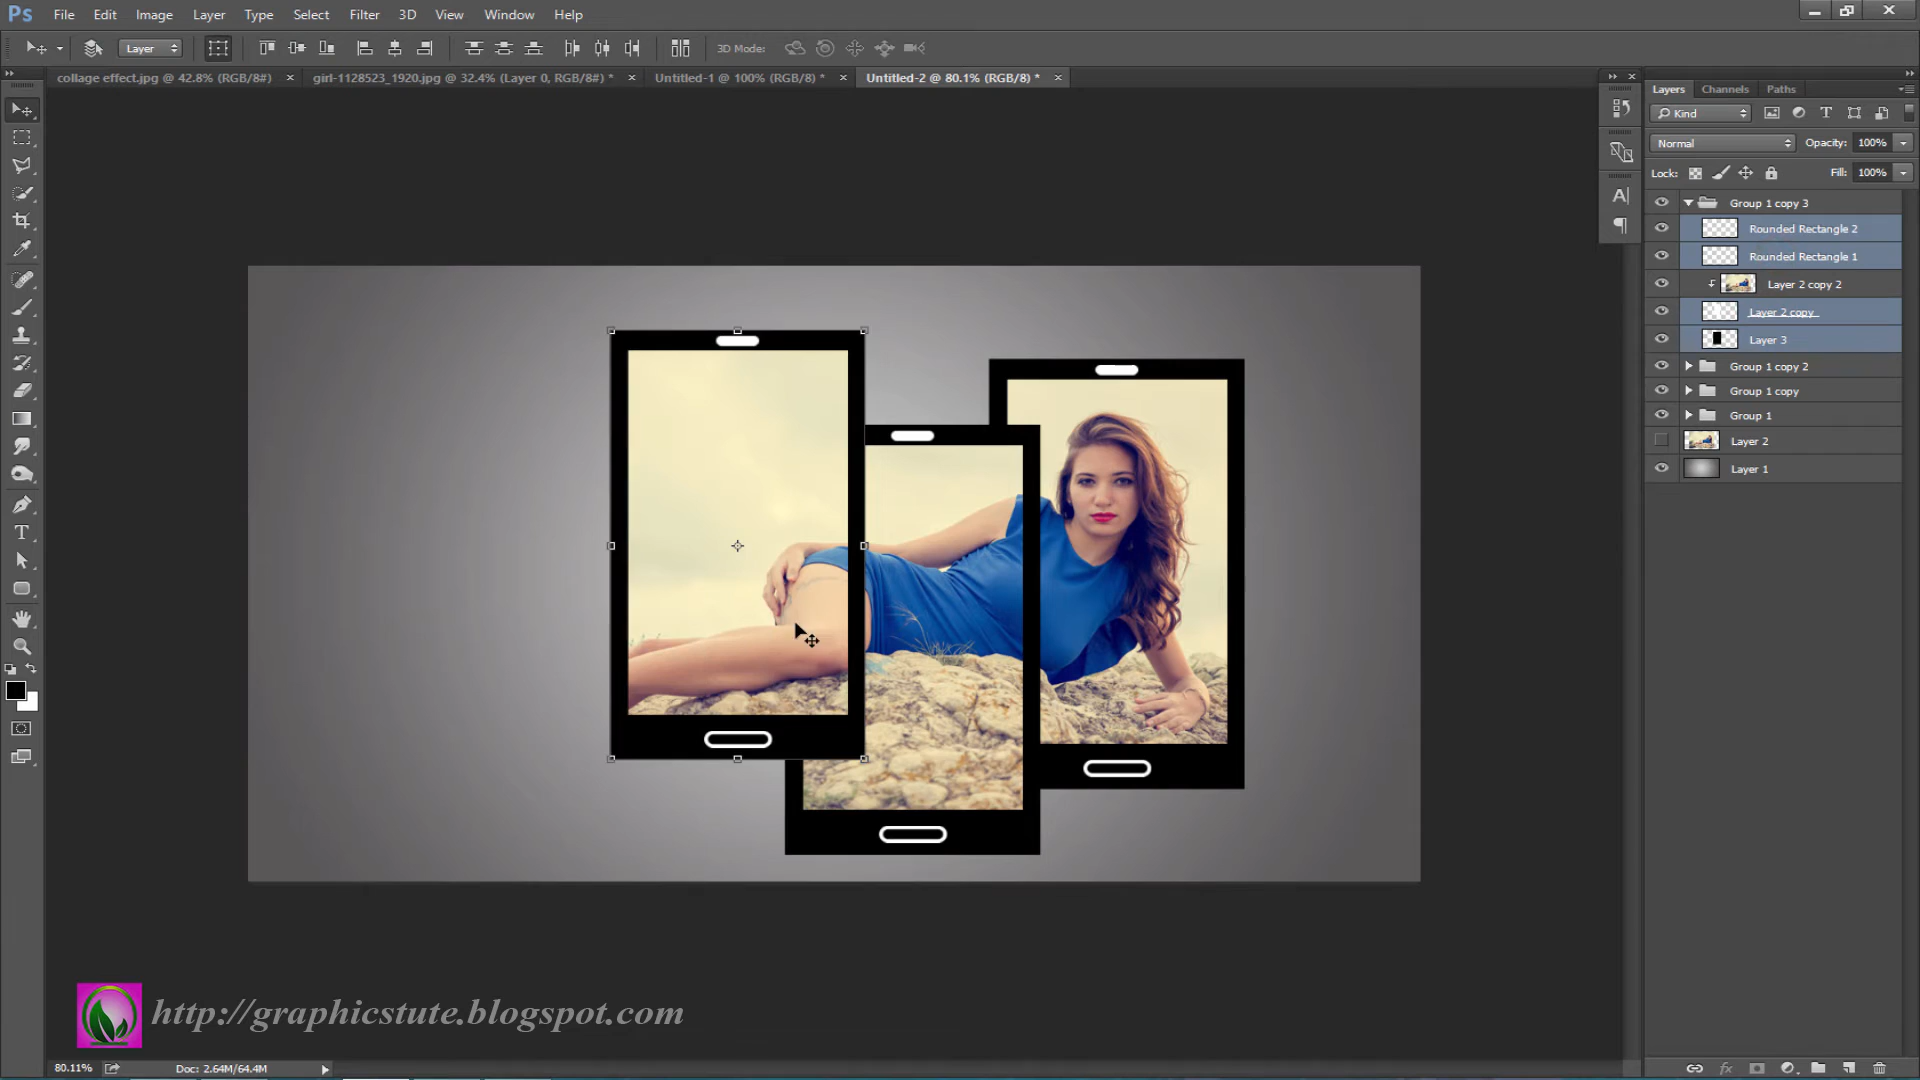 Ps File Edit Image Layer Type Select Filter 3D View Window Help
Layer 3D Mode:
collage effect.jpg @ 42.8% (RGB/8#) girl-1128523_1920.jpg @ 32.4% (Layer 0, RGB/8#) * Untitled-1 @ 100% (RGB/8) * Untitled-2 @ 80.1% (RGB/8) *
Layers Channels Paths
Kind
Normal Opacity: 100%
Lock: Fill: 100%
Group 1 copy 3
Rounded Rectangle 2
Rounded Rectangle 1
Layer 2 copy 2
Layer 2 copy
Layer 3
Group 1 copy 2
Group 1 copy
Group 1
Layer 2
Layer 1
http://graphicstute.blogspot.com
80.11% Doc: 2.64M/64.4M